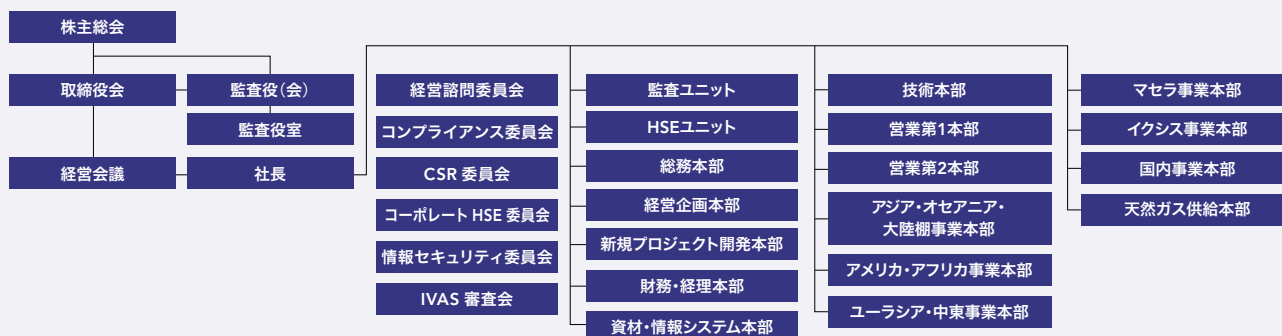 株主総会
取締役会
監査役(会)
監査役室
経営会議
社長
経営諮問委員会
コンプライアンス委員会
CSR 委員会
コーポレート HSE 委員会
情報セキュリティ委員会
IVAS 審査会
監査ユニット
HSEユニット
総務本部
経営企画本部
新規プロジェクト開発本部
財務・経理本部
資材・情報システム本部
技術本部
営業第1本部
営業第2本部
アジア・オセアニア・
大陸棚事業本部
アメリカ・アフリカ事業本部
ユーラシア・中東事業本部
マセラ事業本部
イクシス事業本部
国内事業本部
天然ガス供給本部